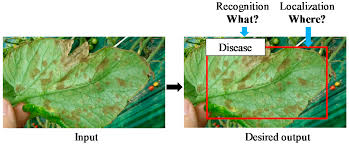 Recognition Localization
What? Where?
Disease
Input Desired output